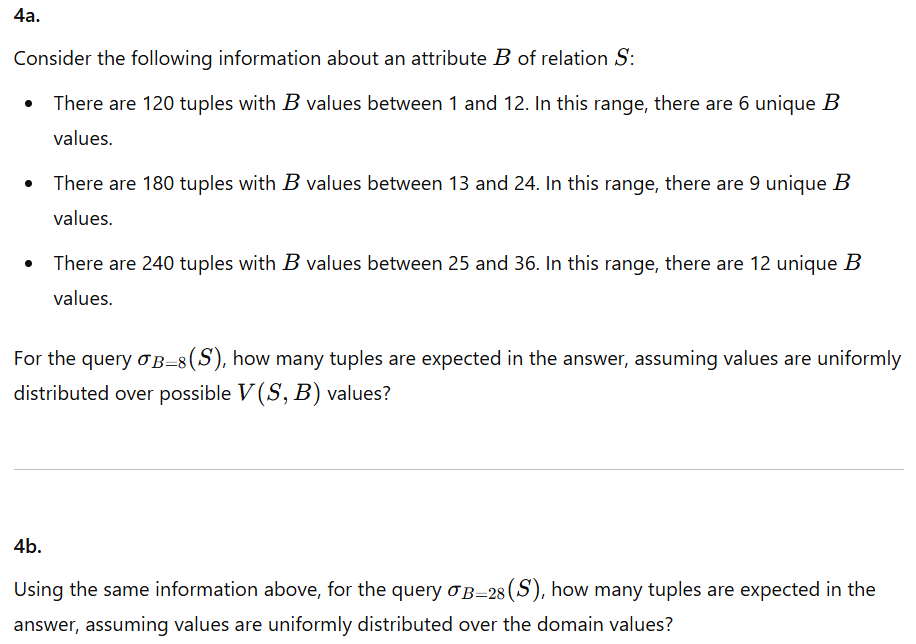 4a.
Consider the following information about an attribute B of relation S:
• There are 120 tuples with B values between 1 and 12. In this range, there are 6 unique B
values.
• There are 180 tuples with B values between 13 and 24. In this range, there are 9 unique B
values.
• There are 240 tuples with B values between 25 and 36. In this range, there are 12 unique B
values.
For the query σ_{B=8}(S), how many tuples are expected in the answer, assuming values are uniformly
distributed over possible V(S, B) values?
4b.
Using the same information above, for the query σ_{B=28}(S), how many tuples are expected in the
answer, assuming values are uniformly distributed over the domain values?